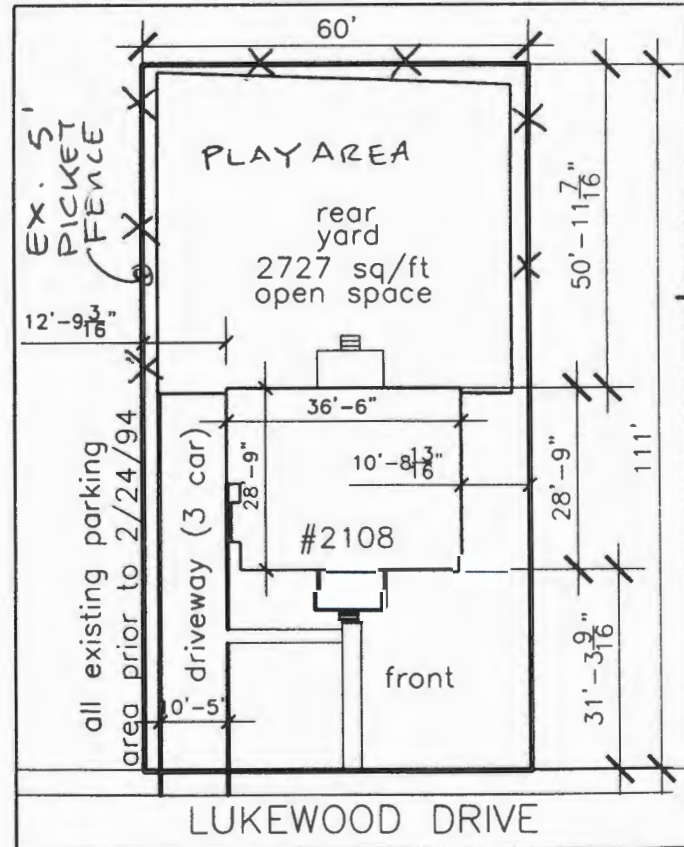 60'
EX. 5'
PICKET
FENCE
PLAY AREA
rear
yard
2727 sq/ft
open space
50'-11 7/16"
12'-9 3/16"
36'-6"
10'-8 13/16"
28'-9"
28'-9"
111'
#2108
all existing parking
area prior to 2/24/94
driveway (3 car)
front
31'-3 9/16"
10'-5'
LUKEWOOD DRIVE